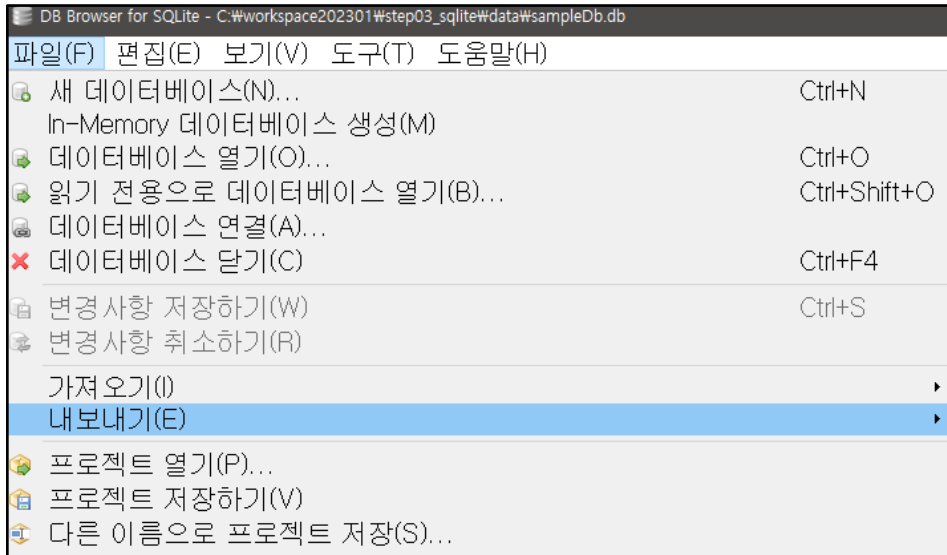 DB Browser for SQLite - C:₩workspace202301₩step03_sqlite₩data₩sampleDb.db
파일(F) 편집(E) 보기(V) 도구(T) 도움말(H)
새 데이터베이스(N)... Ctrl+N
In-Memory 데이터베이스 생성(M)
데이터베이스 열기(O)... Ctrl+O
읽기 전용으로 데이터베이스 열기(B)... Ctrl+Shift+O
데이터베이스 연결(A)...
데이터베이스 닫기(C) Ctrl+F4
변경사항 저장하기(W) Ctrl+S
변경사항 취소하기(R)
가져오기(I)
내보내기(E)
프로젝트 열기(P)...
프로젝트 저장하기(V)
다른 이름으로 프로젝트 저장(S)...